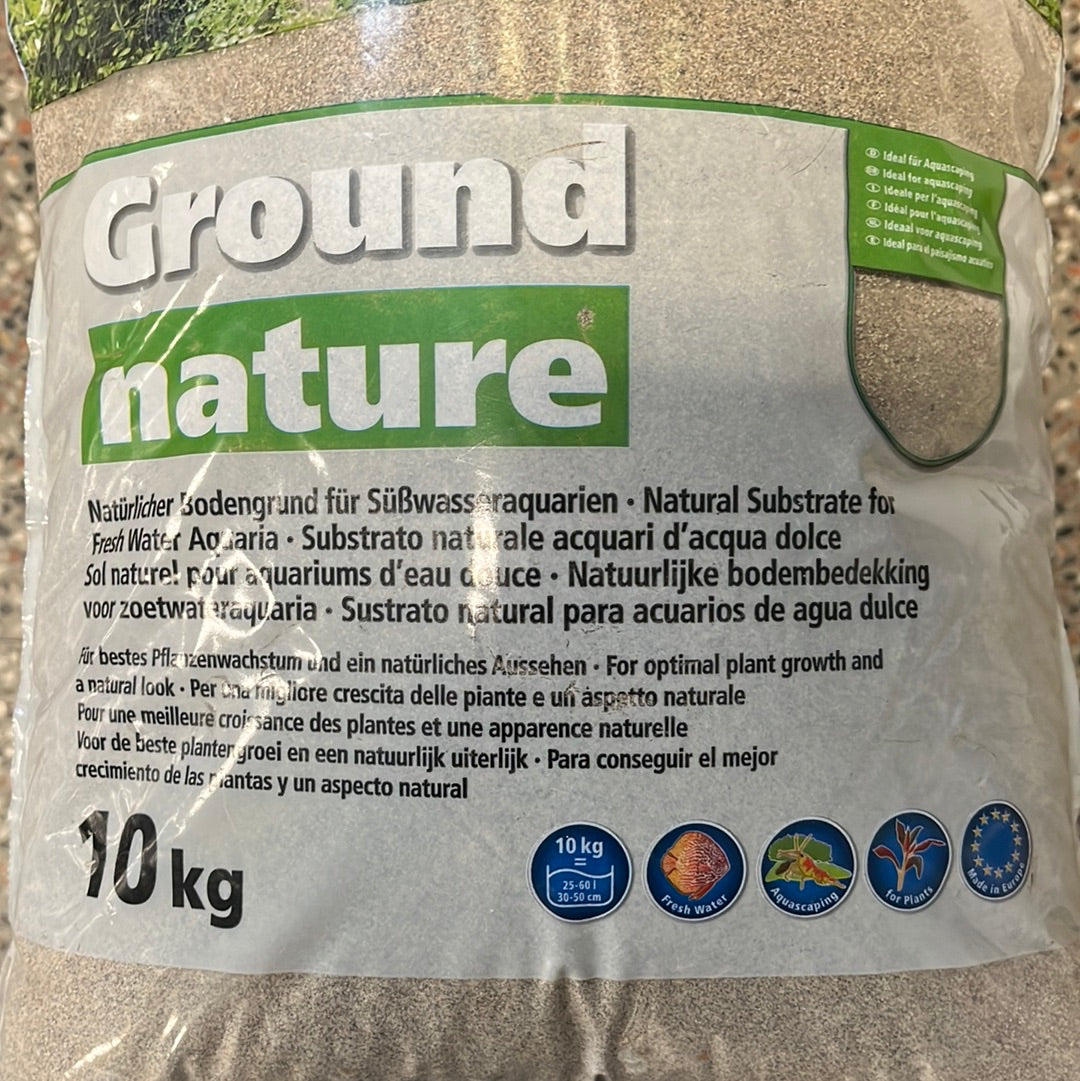 Ground
nature
Ideal für Aquascaping
Ideal for aquascaping
Ideale per l'aquascaping
Idéal pour l'aquascaping
Ideaal voor aquascaping
Ideal para el paisajismo acuático
Natürlicher Bodengrund für Süßwasseraquarien • Natural Substrate for
Fresh Water Aquaria • Substrato naturale acquari d'acqua dolce
Sol naturel pour aquariums d'eau douce • Natuurlijke bodembedekking
voor zoetwateraquaria • Sustrato natural para acuarios de agua dulce
Für bestes Pflanzenwachstum und ein natürliches Aussehen • For optimal plant growth and
a natural look • Per una migliore crescita delle piante e un aspetto naturale
Pour une meilleure croissance des plantes et une apparence naturelle
Voor de beste plantengroei en een natuurlijk uiterlijk • Para conseguir el mejor
crecimiento de las plantas y un aspecto natural
10 kg
10 kg
=
25-60 l
30-50 cm
Fresh Water
Aquascaping
for Plants
Made in Europe